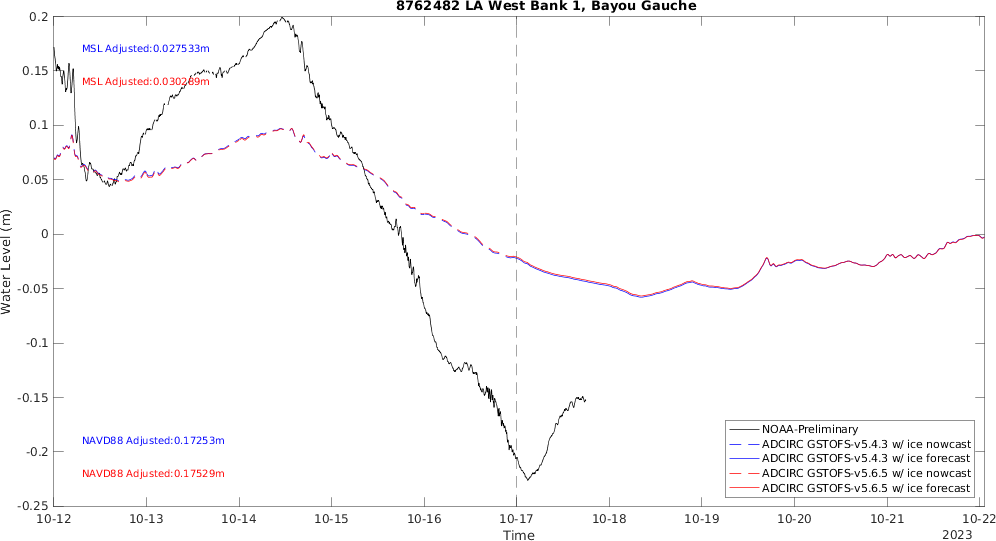 8762482 LA West Bank 1, Bayou Gauche
0.2
0.15
0.1
0.05
0
-0.05
-0.1
-0.15
-0.2
-0.25
Water Level (m)
MSL Adjusted:0.027533m
MSL Adjusted:0.030289m
NAVD88 Adjusted:0.17253m
NAVD88 Adjusted:0.17529m
NOAA-Preliminary
ADCIRC GSTOFS-v5.4.3 w/ ice nowcast
ADCIRC GSTOFS-v5.4.3 w/ ice forecast
ADCIRC GSTOFS-v5.6.5 w/ ice nowcast
ADCIRC GSTOFS-v5.6.5 w/ ice forecast
10-12 10-13 10-14 10-15 10-16 10-17 10-18 10-19 10-20 10-21 10-22
Time
2023